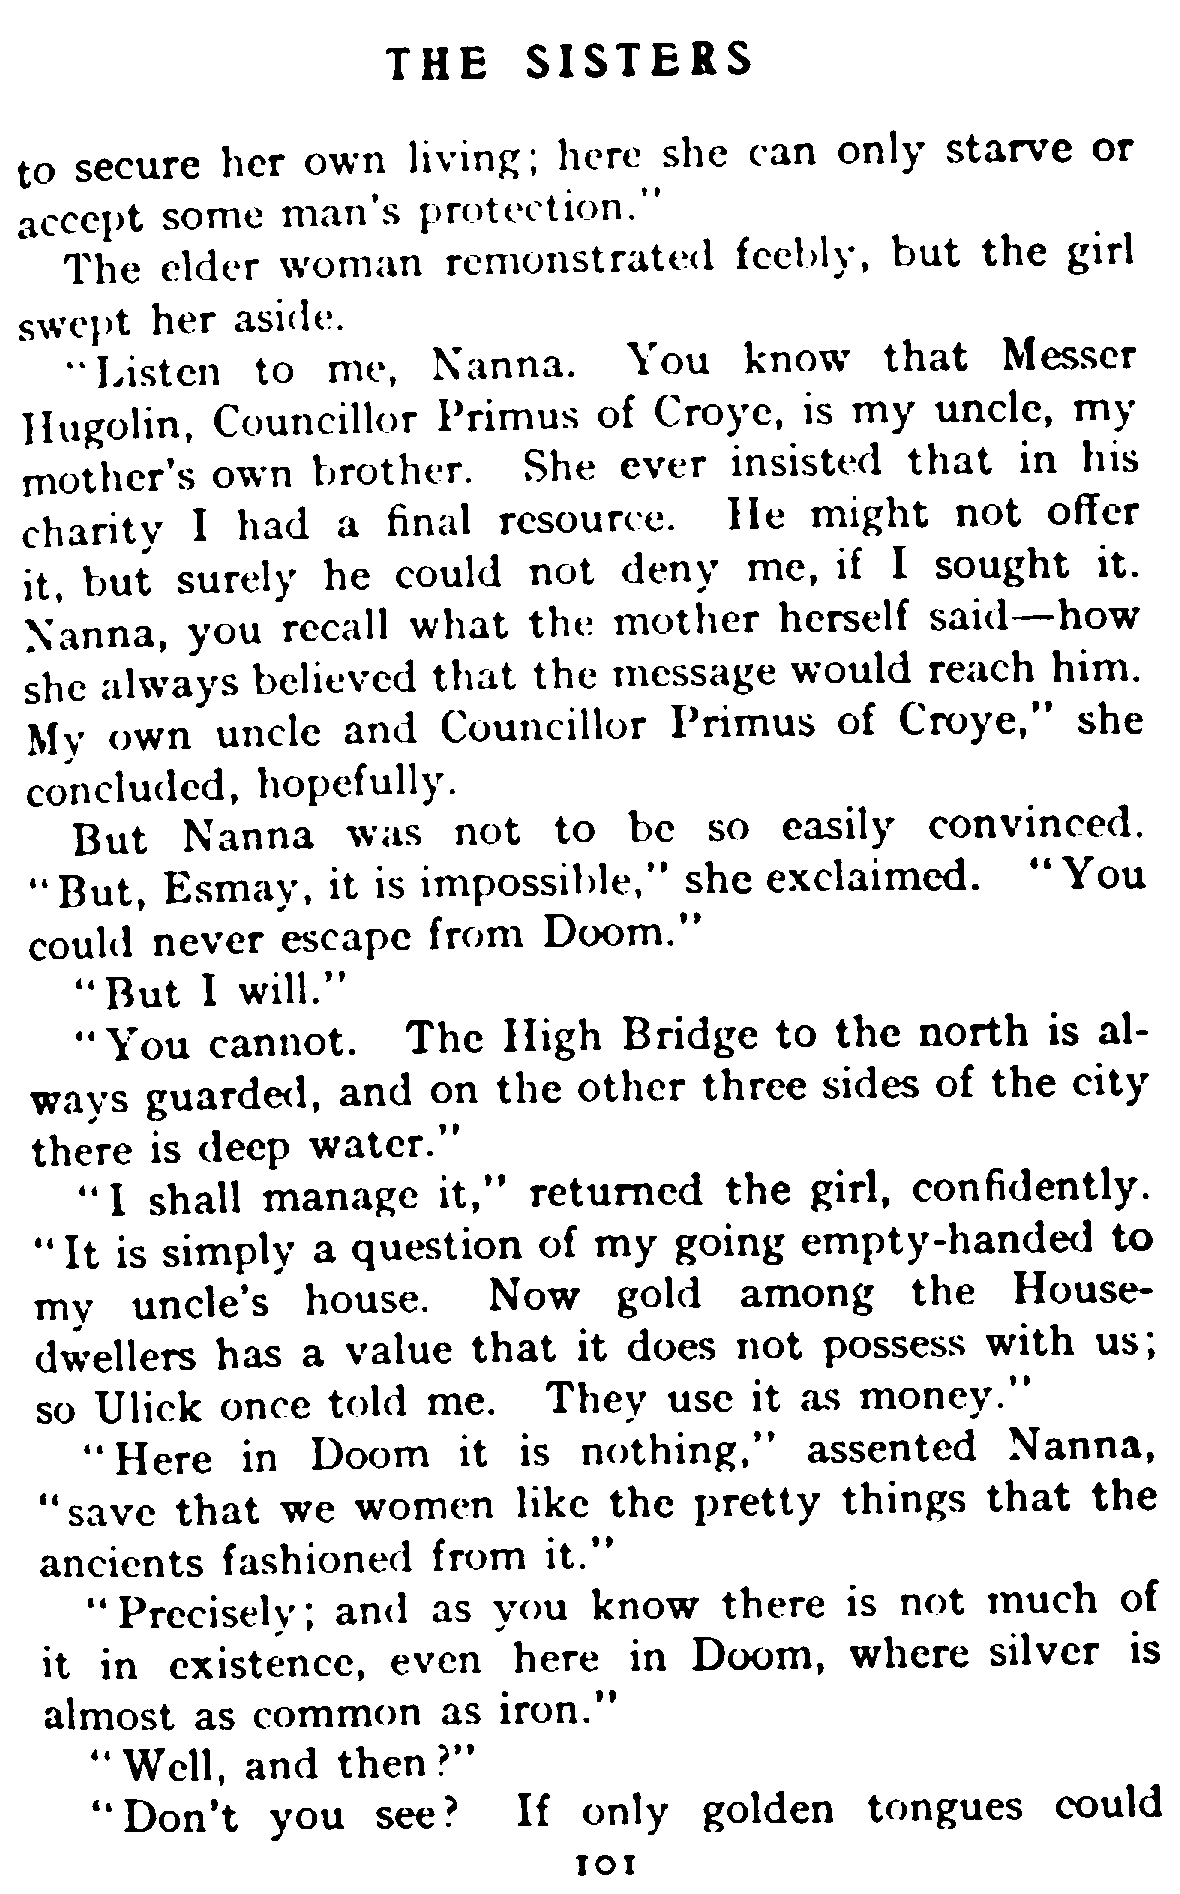 THE SISTERS
to secure her own living; here she can only starve or
accept some man's protection."
The elder woman remonstrated feebly, but the girl
swept her aside.
"Listen to me, Nanna. You know that Messer
Hugolin, Councillor Primus of Croye, is my uncle, my
mother's own brother. She ever insisted that in his
charity I had a final resource. He might not offer
it, but surely he could not deny me, if I sought it.
Nanna, you recall what the mother herself said—how
she always believed that the message would reach him.
My own uncle and Councillor Primus of Croye," she
concluded, hopefully.
But Nanna was not to be so easily convinced.
"But, Esmay, it is impossible," she exclaimed. "You
could never escape from Doom."
"But I will."
"You cannot. The High Bridge to the north is al-
ways guarded, and on the other three sides of the city
there is deep water."
"I shall manage it," returned the girl, confidently.
"It is simply a question of my going empty-handed to
my uncle's house. Now gold among the House-
dwellers has a value that it does not possess with us;
so Ulick once told me. They use it as money."
"Here in Doom it is nothing," assented Nanna,
"save that we women like the pretty things that the
ancients fashioned from it."
"Precisely; and as you know there is not much of
it in existence, even here in Doom, where silver is
almost as common as iron."
"Well, and then?"
"Don't you see? If only golden tongues could
101